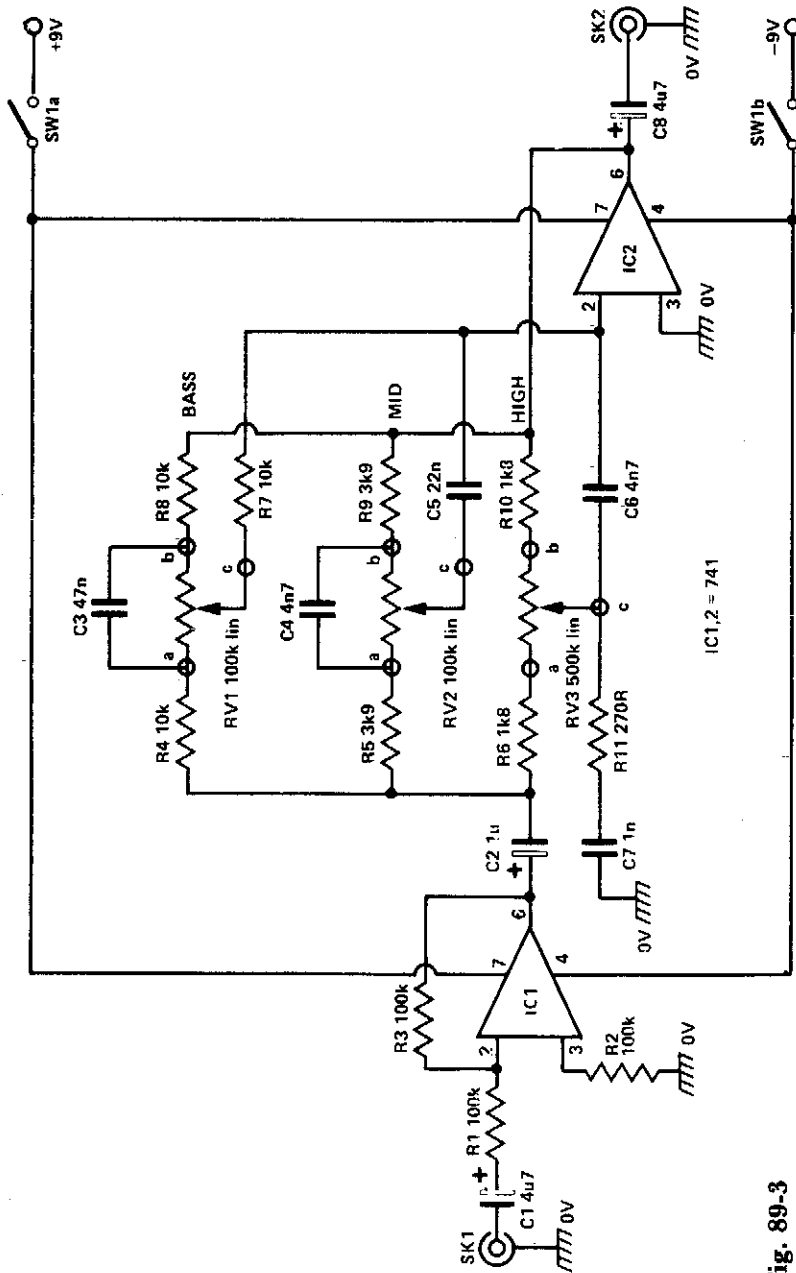 +9V
SW1a
SK2
0V
C8 4u7
+
-9V
SW1b
6
7
4
IC2
2
3
0V
BASS
R8 10k
R7 10k
C3 47n
b
c
a
RV1 100k lin
R4 10k
MID
R9 3k9
C5 22n
C4 4n7
b
c
a
RV2 100k lin
R5 3k9
HIGH
R10 1k8
C6 4n7
b
c
a
RV3 500k lin
R6 1k8
R11 270R
C7 1n
0V
IC1,2 = 741
C2 1u
+
6
7
4
IC1
R3 100k
2
3
R2
100k
0V
R1 100k
+
C1 4u7
SK1
0V
ig. 89-3